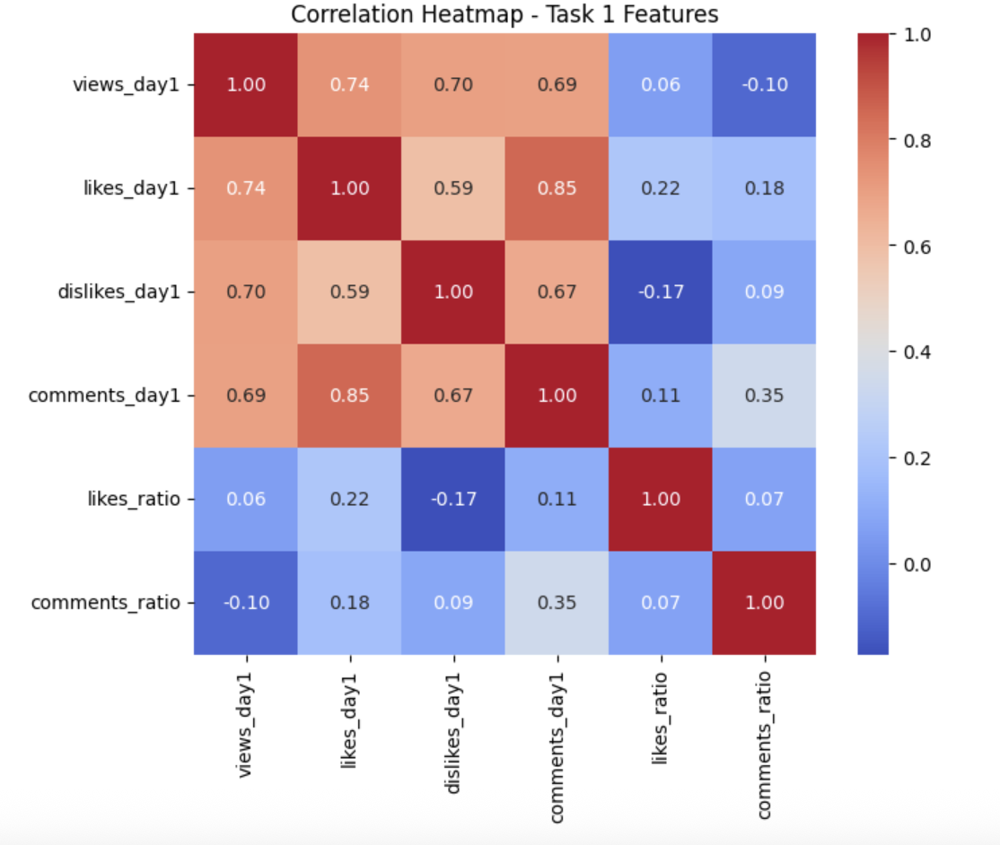 Correlation Heatmap - Task 1 Features
views_day1 1.00 0.74 0.70 0.69 0.06 -0.10
likes_day1 0.74 1.00 0.59 0.85 0.22 0.18
dislikes_day1 0.70 0.59 1.00 0.67 -0.17 0.09
comments_day1 0.69 0.85 0.67 1.00 0.11 0.35
likes_ratio 0.06 0.22 -0.17 0.11 1.00 0.07
comments_ratio -0.10 0.18 0.09 0.35 0.07 1.00
views_day1
likes_day1
dislikes_day1
comments_day1
likes_ratio
comments_ratio
1.0
0.8
0.6
0.4
0.2
0.0